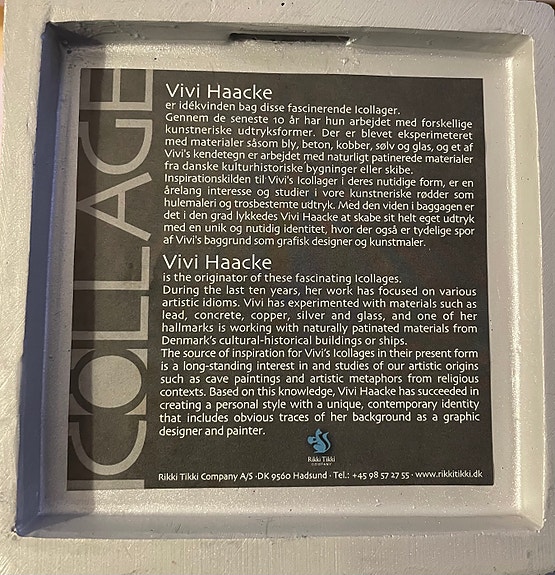 ICOLLAGE
Vivi Haacke
er idékvinden bag disse fascinerende Icollager.
Gennem de seneste 10 år har hun arbejdet med forskellige
kunstneriske udtryksformer. Der er blevet eksperimeteret
med materialer såsom bly, beton, kobber, sølv og glas, og et af
Vivi's kendetegn er arbejdet med naturligt patinerede materialer
fra danske kulturhistoriske bygninger eller skibe.
Inspirationskilden til Vivi's Icollager i deres nutidige form, er en
årelang interesse og studier i vore kunstneriske rødder som
hulemaleri og trosbestemte udtryk. Med den viden i baggagen er
det i den grad lykkedes Vivi Haacke at skabe sit helt eget udtryk
med en unik og nutidig identitet, hvor der også er tydelige spor
af Vivi's baggrund som grafisk designer og kunstmaler.
Vivi Haacke
is the originator of these fascinating Icollages.
During the last ten years, her work has focused on various
artistic idioms. Vivi has experimented with materials such as
lead, concrete, copper, silver and glass, and one of her
hallmarks is working with naturally patinated materials from
Denmark's cultural-historical buildings or ships.
The source of inspiration for Vivi's Icollages in their present form
is a long-standing interest in and studies of our artistic origins
such as cave paintings and artistic metaphors from religious
contexts. Based on this knowledge, Vivi Haacke has succeeded in
creating a personal style with a unique, contemporary identity
that includes obvious traces of her background as a graphic
designer and painter.
Rikki Tikki
COMPANY
Rikki Tikki Company A/S · DK 9560 Hadsund · Tel.: +45 98 57 27 55 · www.rikkitikki.dk